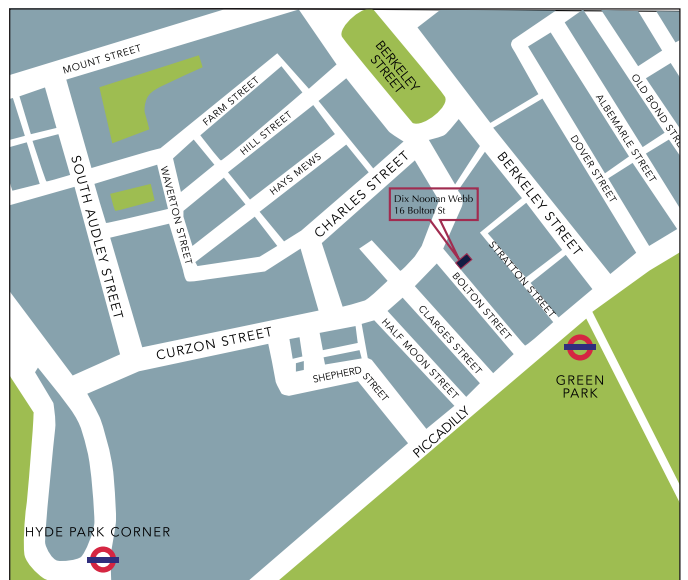 MOUNT STREET
BERKELEY
STREET
FARM STREET
HILL STREET
HAYS MEWS
OLD BOND
ALBEMARLE STREET
DOVER STREET
SOUTH AUDLEY STREET
WAVERTON STREET
CHARLES STREET
BERKELEY STREET
Dix Noonan Webb
16 Bolton St
STRATTON STREET
BOLTON STREET
CLARGES STREET
HALF MOON STREET
CURZON STREET
SHEPHERD
STREET
GREEN
PARK
PICCADILLY
HYDE PARK CORNER